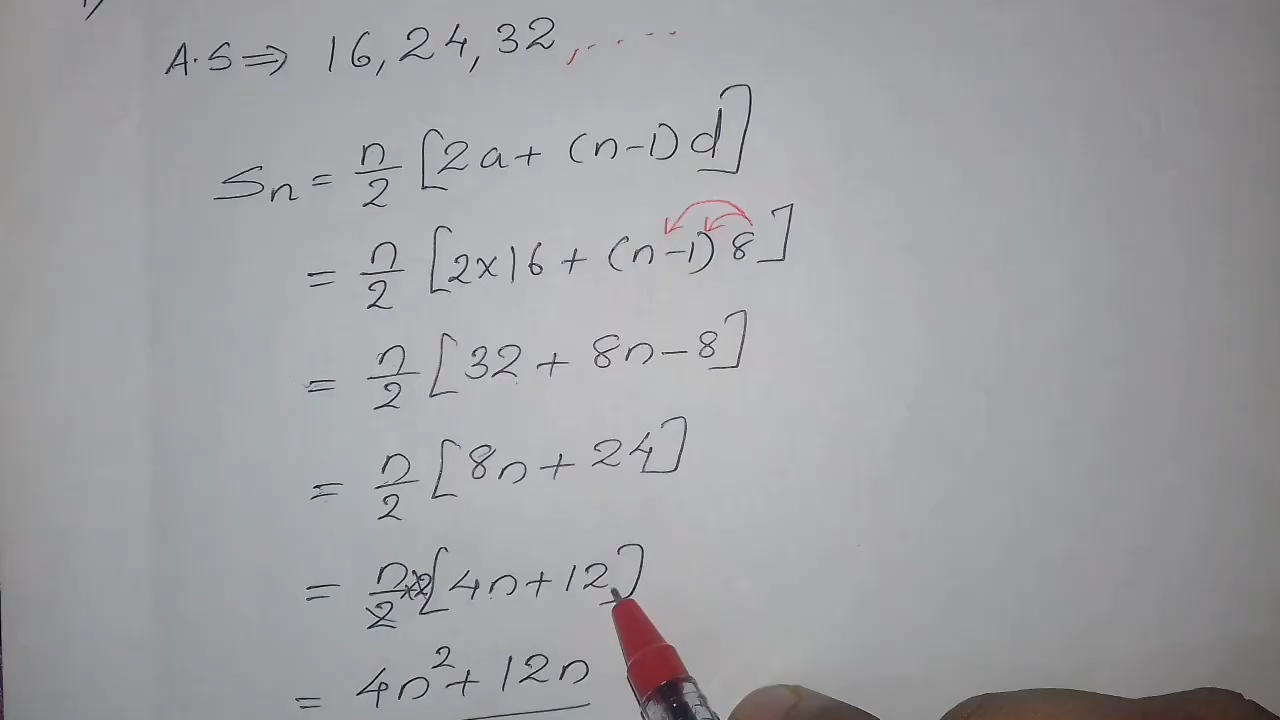 A.S ⇒ 16, 24, 32, .....
Sn = n/2 [2a + (n-1) d]
= n/2 [2×16 + (n-1) 8]
= n/2 [32 + 8n - 8]
= n/2 [8n + 24]
= n/2 ×2 [4n + 12]
= 4n² + 12n